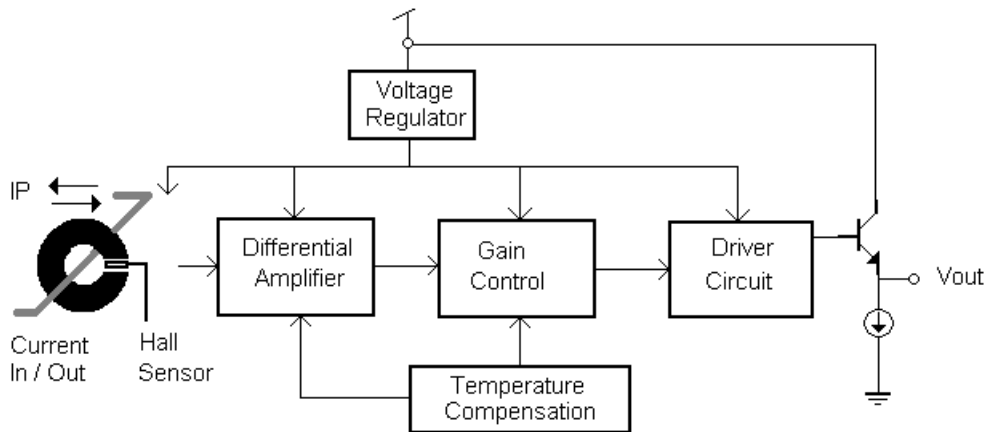 Voltage
Regulator
IP
Differential
Amplifier
Gain
Control
Driver
Circuit
Vout
Current
In / Out
Hall
Sensor
Temperature
Compensation